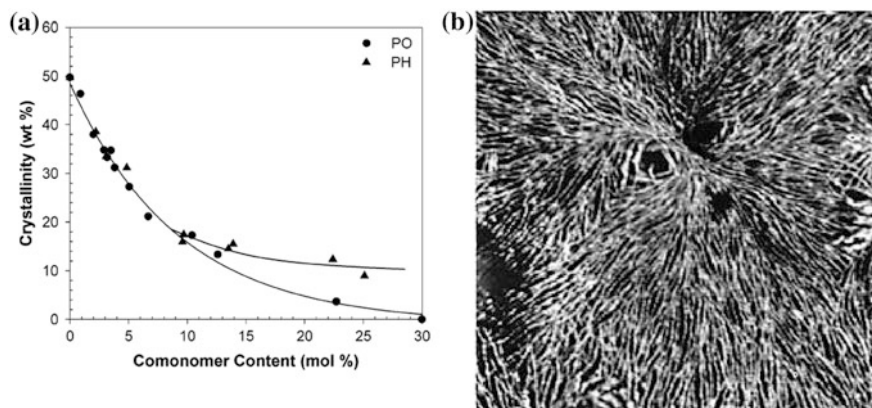 (a)
60
50
40
30
20
10
0
Crystallinity (wt %)
0 5 10 15 20 25 30
Comonomer Content (mol %)
PO
PH
(b)